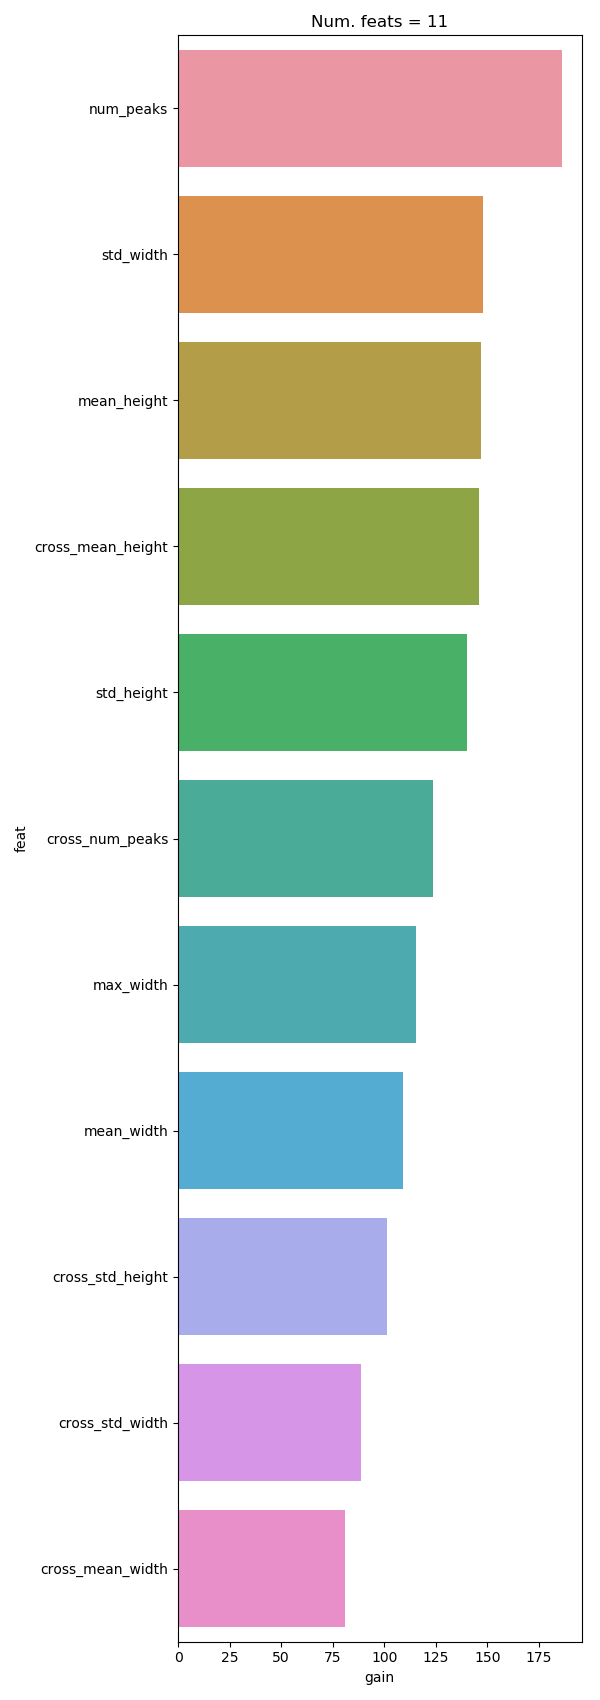 Num. feats = 11
num_peaks
std_width
mean_height
cross_mean_height
std_height
cross_num_peaks
max_width
mean_width
cross_std_height
cross_std_width
cross_mean_width
feat
0 25 50 75 100 125 150 175
gain